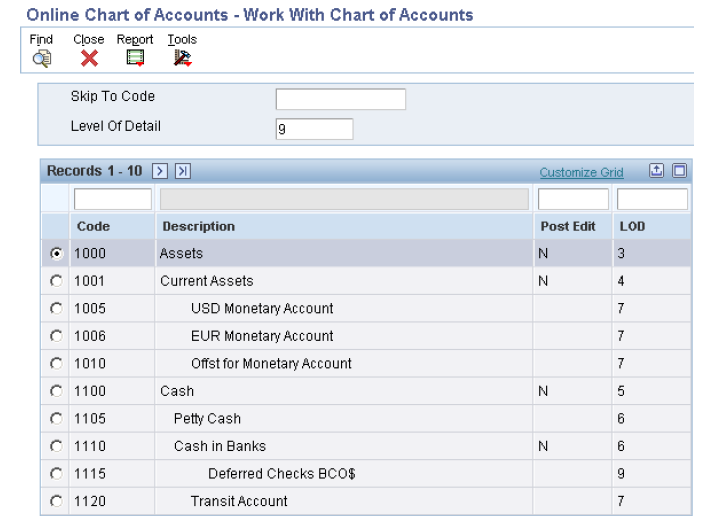 Online Chart of Accounts - Work With Chart of Accounts
Find Close Report Tools
Skip To Code
Level Of Detail 9
Records 1 - 10 Customize Grid
Code Description Post Edit LOD
1000 Assets N 3
1001 Current Assets N 4
1005 USD Monetary Account 7
1006 EUR Monetary Account 7
1010 Offst for Monetary Account 7
1100 Cash N 5
1105 Petty Cash 6
1110 Cash in Banks N 6
1115 Deferred Checks BCO$ 9
1120 Transit Account 7